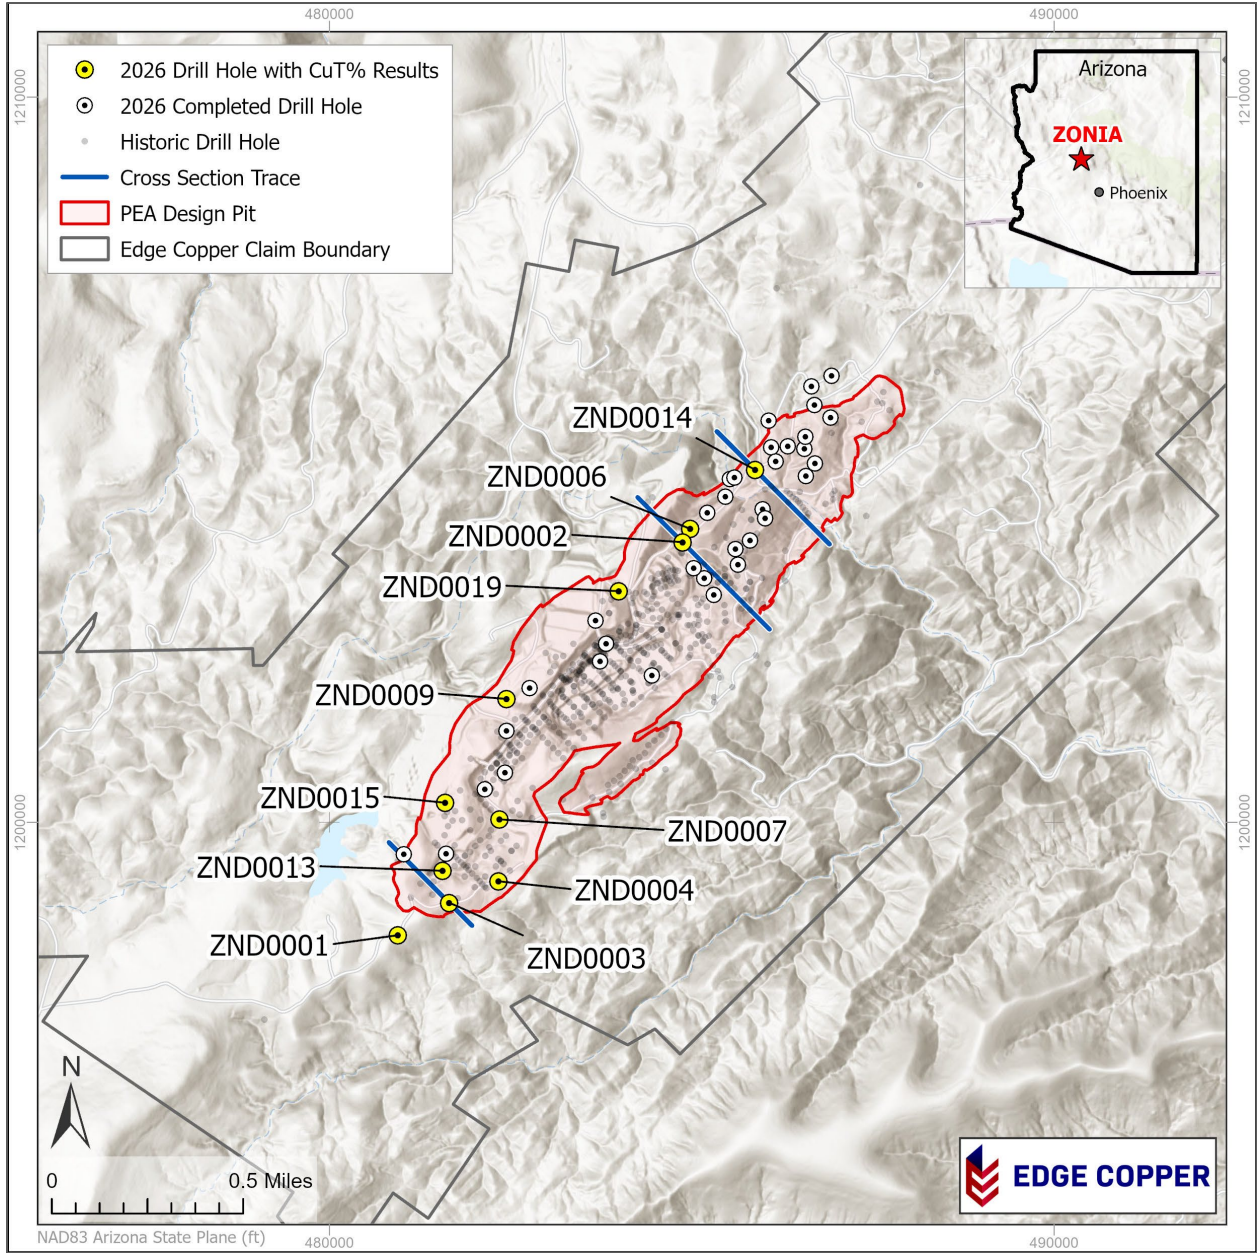 480000
490000
1210000
1210000
2026 Drill Hole with CuT% Results
2026 Completed Drill Hole
Historic Drill Hole
Cross Section Trace
PEA Design Pit
Edge Copper Claim Boundary
Arizona
ZONIA
Phoenix
ZND0014
ZND0006
ZND0002
ZND0019
ZND0009
ZND0015
ZND0007
ZND0013
ZND0004
ZND0001
ZND0003
1200000
1200000
N
0
0.5 Miles
EDGE COPPER
NAD83 Arizona State Plane (ft)
480000
490000